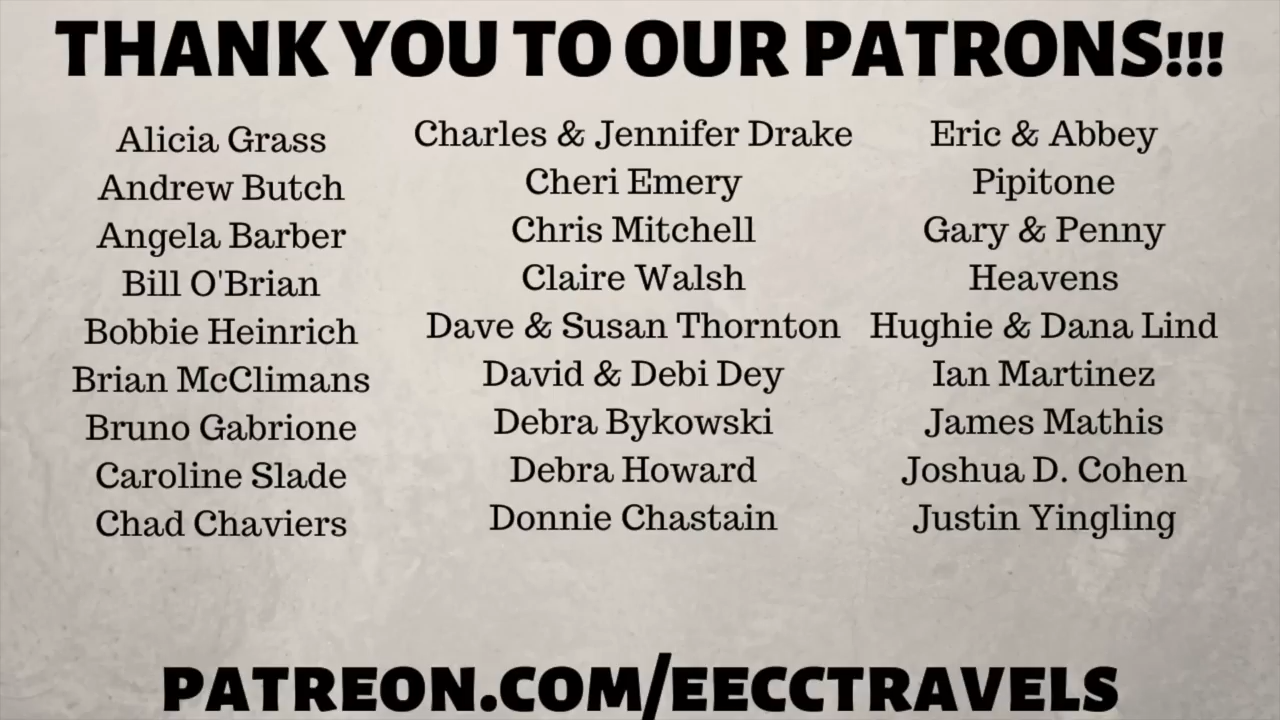 THANK YOU TO OUR PATRONS!!!
Alicia Grass
Andrew Butch
Angela Barber
Bill O'Brian
Bobbie Heinrich
Brian McClimans
Bruno Gabrione
Caroline Slade
Chad Chaviers
Charles & Jennifer Drake
Cheri Emery
Chris Mitchell
Claire Walsh
Dave & Susan Thornton
David & Debi Dey
Debra Bykowski
Debra Howard
Donnie Chastain
Eric & Abbey
Pipitone
Gary & Penny
Heavens
Hughie & Dana Lind
Ian Martinez
James Mathis
Joshua D. Cohen
Justin Yingling
PATREON.COM/EECCTRAVELS